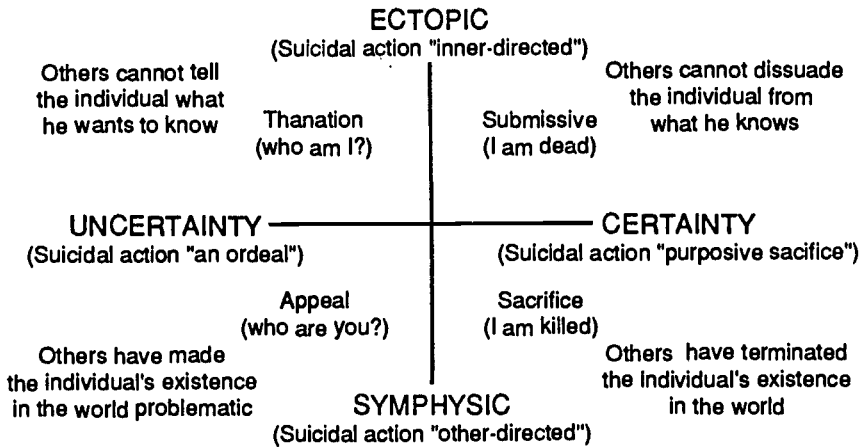 ECTOPIC
(Suicidal action "inner-directed")
Others cannot tell
the individual what
he wants to know
Others cannot dissuade
the individual from
what he knows
Thanation
(who am I?)
Submissive
(I am dead)
UNCERTAINTY
(Suicidal action "an ordeal")
CERTAINTY
(Suicidal action "purposive sacifice")
Appeal
(who are you?)
Sacrifice
(I am killed)
Others have made
the individual's existence
in the world problematic
Others have terminated
the individual's existence
in the world
SYMPHYSIC
(Suicidal action "other-directed")